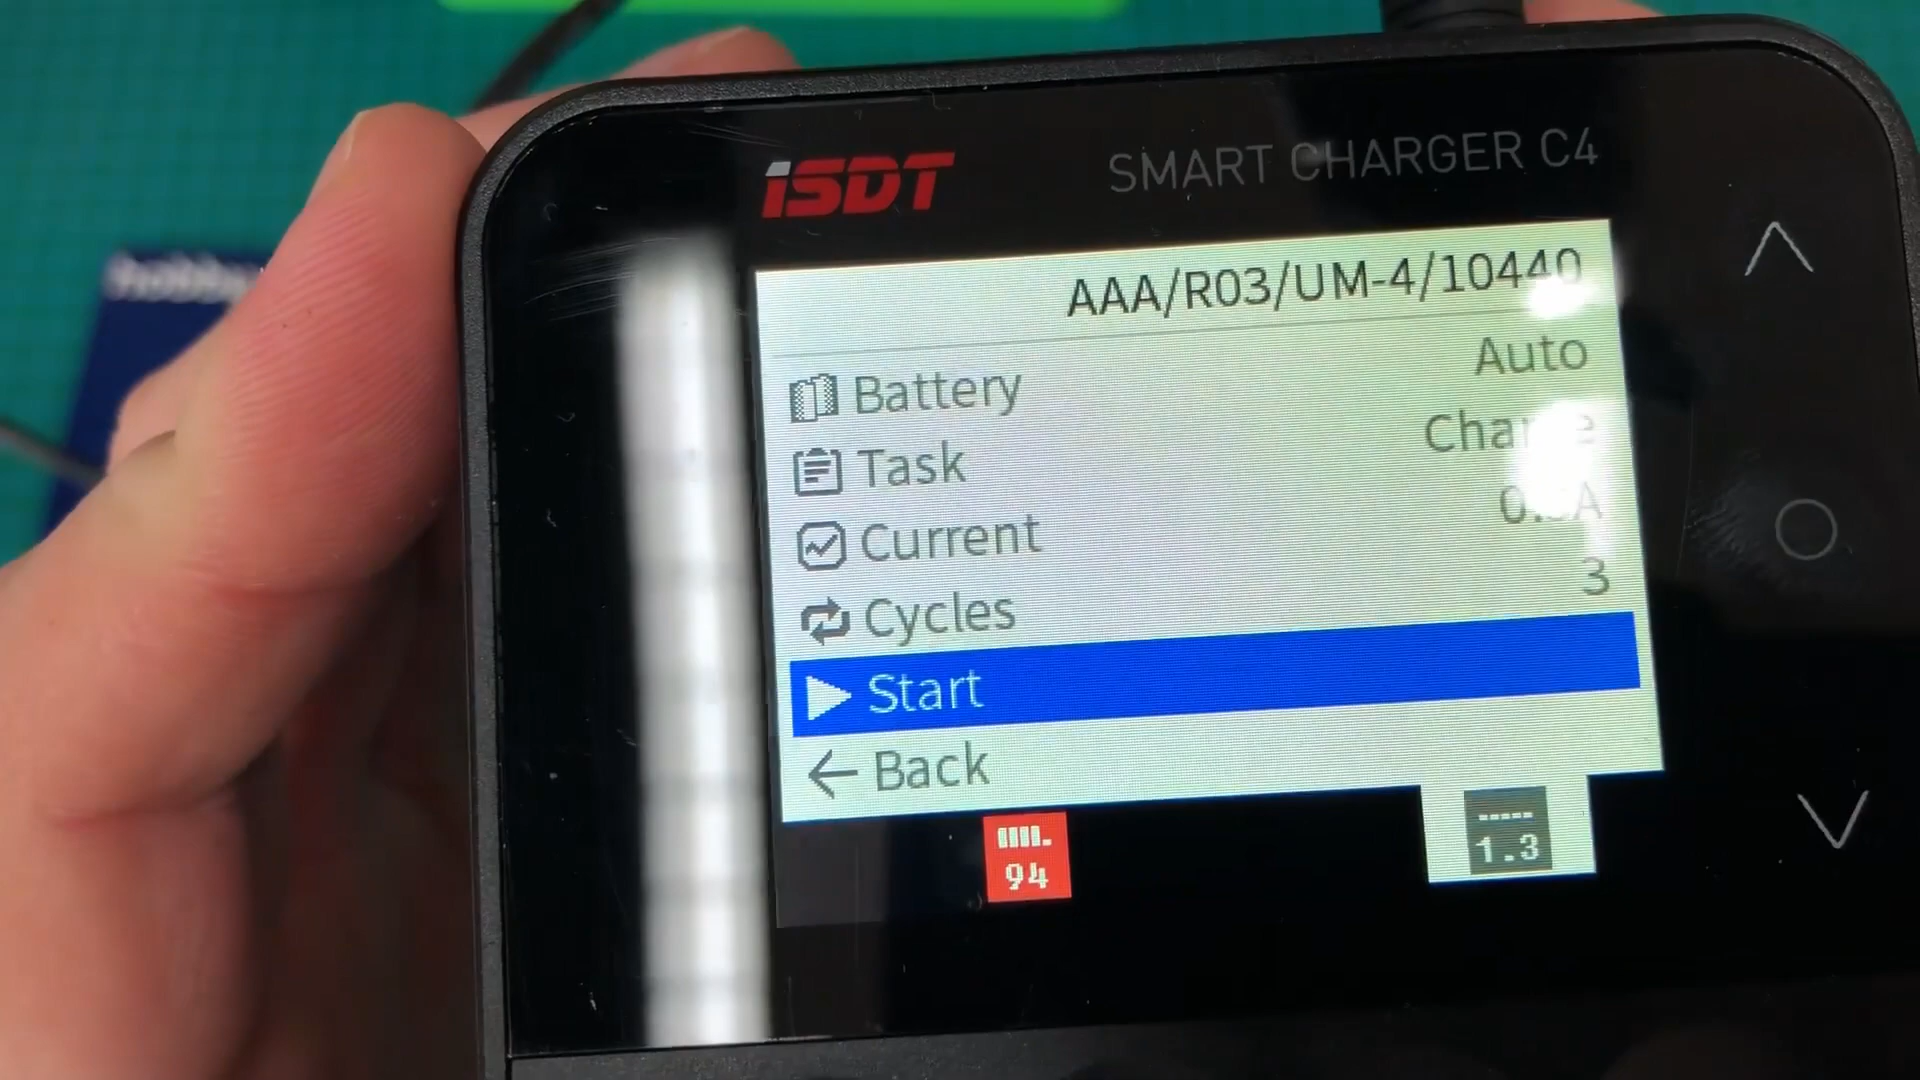 hobby
iSDT
SMART CHARGER C4
AAA/R03/UM-4/10440
Battery Auto
Task
Current
Cycles 3
Start
Back
94
1.3